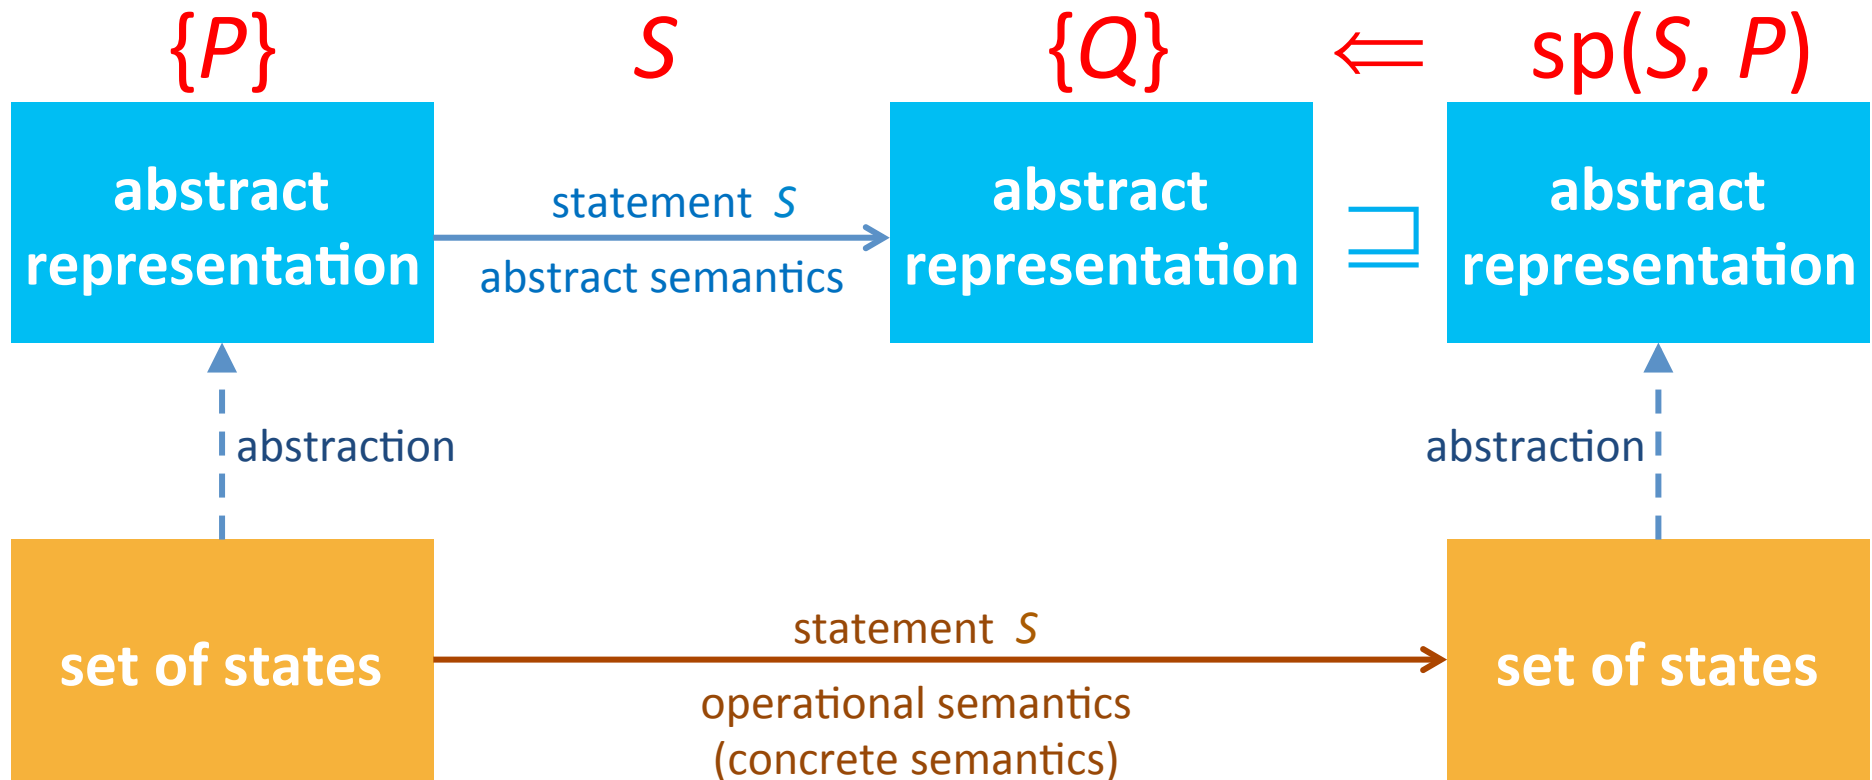 {P} S {Q} ⇐ sp(S, P)
abstract
representation
statement S
abstract semantics
abstract
representation
⊒
abstract
representation
abstraction
abstraction
set of states
statement S
operational semantics
(concrete semantics)
set of states